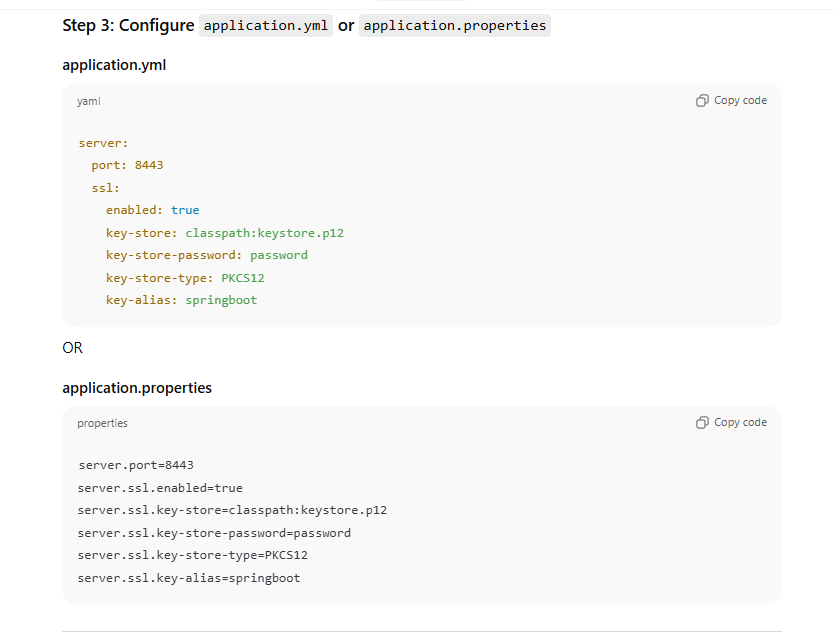 Step 3: Configure application.yml or application.properties
application.yml
yaml
Copy code
server:
  port: 8443
  ssl:
    enabled: true
    key-store: classpath:keystore.p12
    key-store-password: password
    key-store-type: PKCS12
    key-alias: springboot
OR
application.properties
properties
Copy code
server.port=8443
server.ssl.enabled=true
server.ssl.key-store=classpath:keystore.p12
server.ssl.key-store-password=password
server.ssl.key-store-type=PKCS12
server.ssl.key-alias=springboot